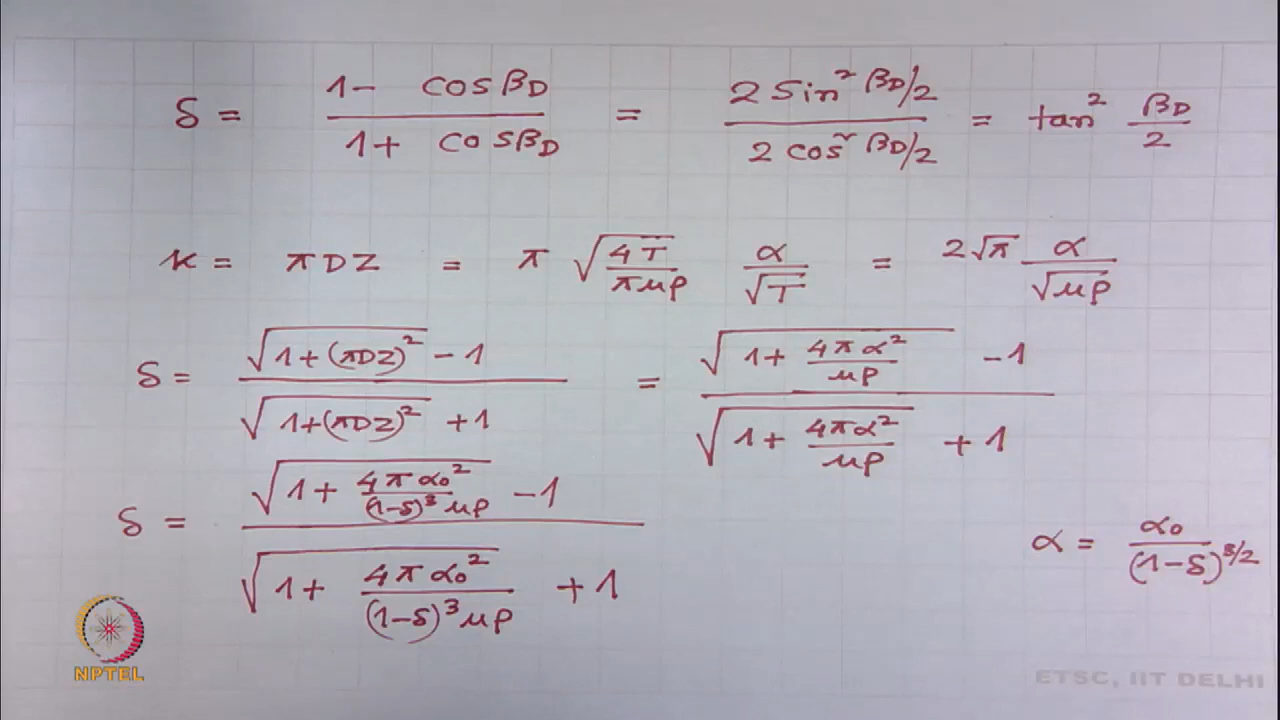 δ = (1 - cos βD) / (1 + cos βD) = (2 sin² βD/2) / (2 cos² βD/2) = tan² βD/2
κ = πDZ = π √(4T/πμρ) α/√T = 2√π α/√μρ
δ = (√(1+(πDZ)²) - 1) / (√(1+(πDZ)²) + 1) = (√(1 + 4πα²/μρ) - 1) / (√(1 + 4πα²/μρ) + 1)
δ = (√(1 + 4πα₀²/(1-δ)³μρ) - 1) / (√(1 + 4πα₀²/(1-δ)³μρ) + 1)
α = α₀/(1-δ)^3/2
NPTEL
ETSC, IIT DELHI